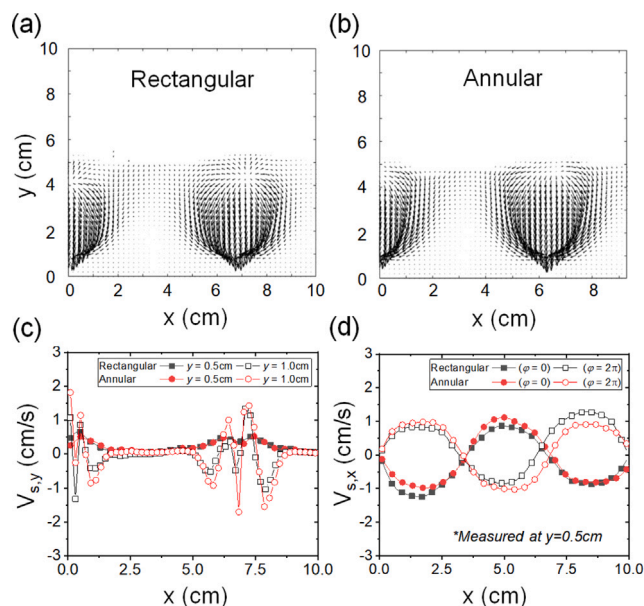 (a)
(b)
Rectangular
Annular
y (cm)
10
8
6
4
2
0
10
8
6
4
2
0
0 2 4 6 8 10
0 2 4 6 8
x (cm)
x (cm)
(c)
(d)
Rectangular y = 0.5cm y = 1.0cm
Annular y = 0.5cm y = 1.0cm
Rectangular (φ = 0) (φ = 2π)
Annular (φ = 0) (φ = 2π)
V s,y (cm/s)
3
2
1
0
-1
-2
-3
V s,x (cm/s)
3
2
1
0
-1
-2
-3
*Measured at y=0.5cm
0.0 2.5 5.0 7.5 10.0
0.0 2.5 5.0 7.5 10.0
x (cm)
x (cm)